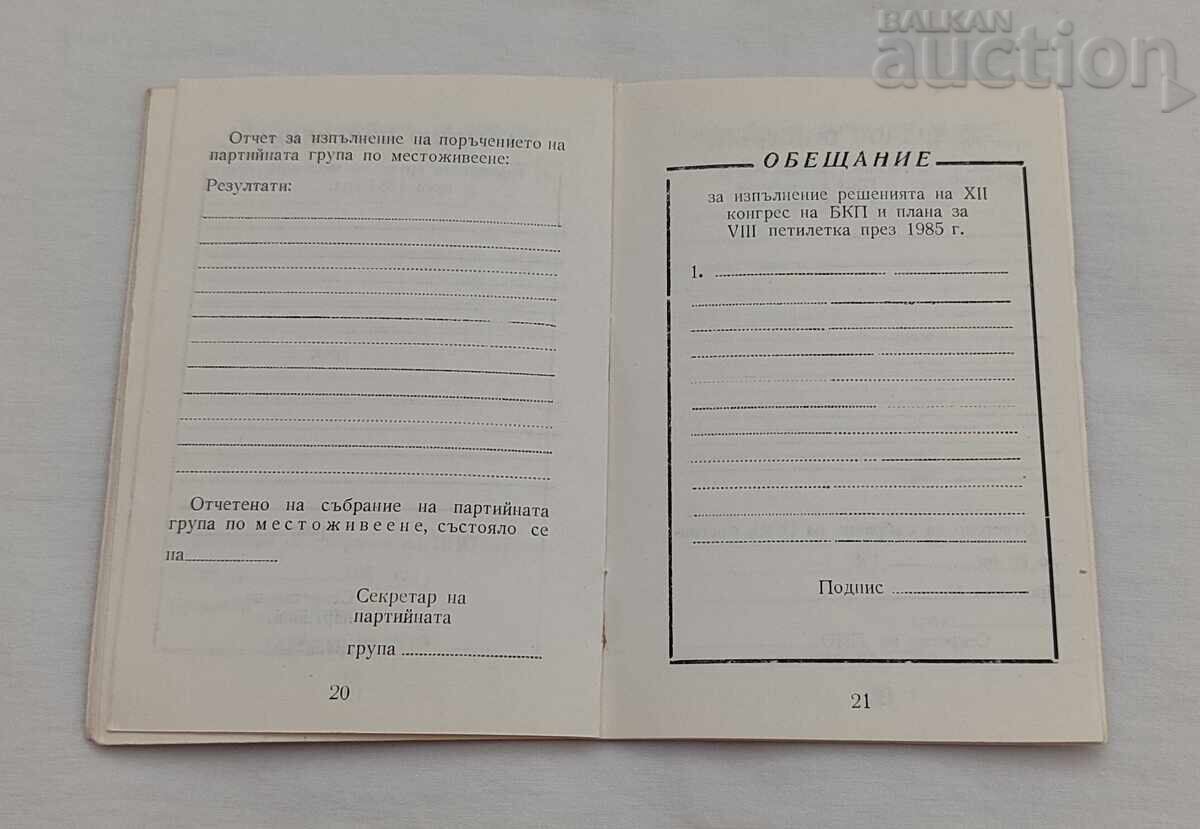 BALKAN
auction
Отчет за изпълнение на поръчението на
партийната група по местоживеене:
Резултати:
Отчетено на събрание на партийната
група по местоживеене, състояло се
на
Секретар на
партийната
група
20
ОБЕЩАНИЕ
за изпълнение решенията на XII
конгрес на БКП и плана за
VIII петилетка през 1985 г.
1.
Подпис
21